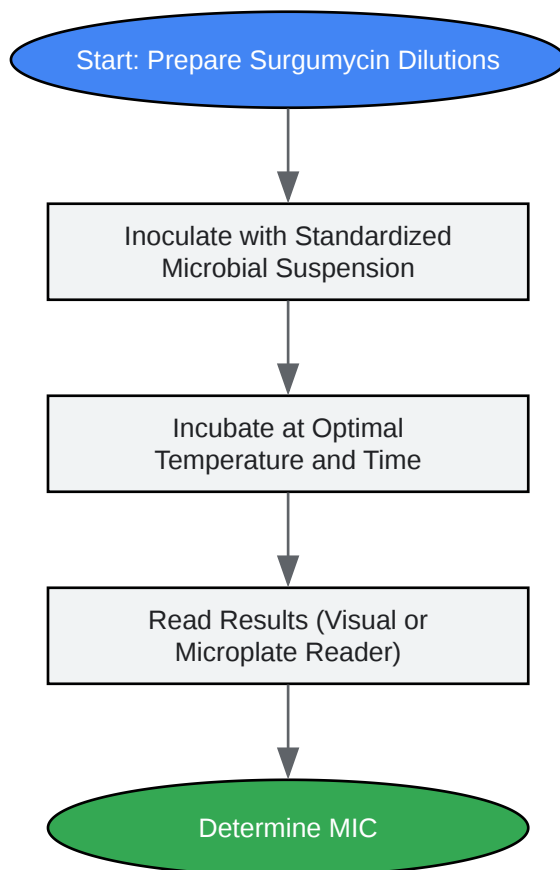 Start: Prepare Surgumycin Dilutions
Inoculate with Standardized
Microbial Suspension
Incubate at Optimal
Temperature and Time
Read Results (Visual or
Microplate Reader)
Determine MIC